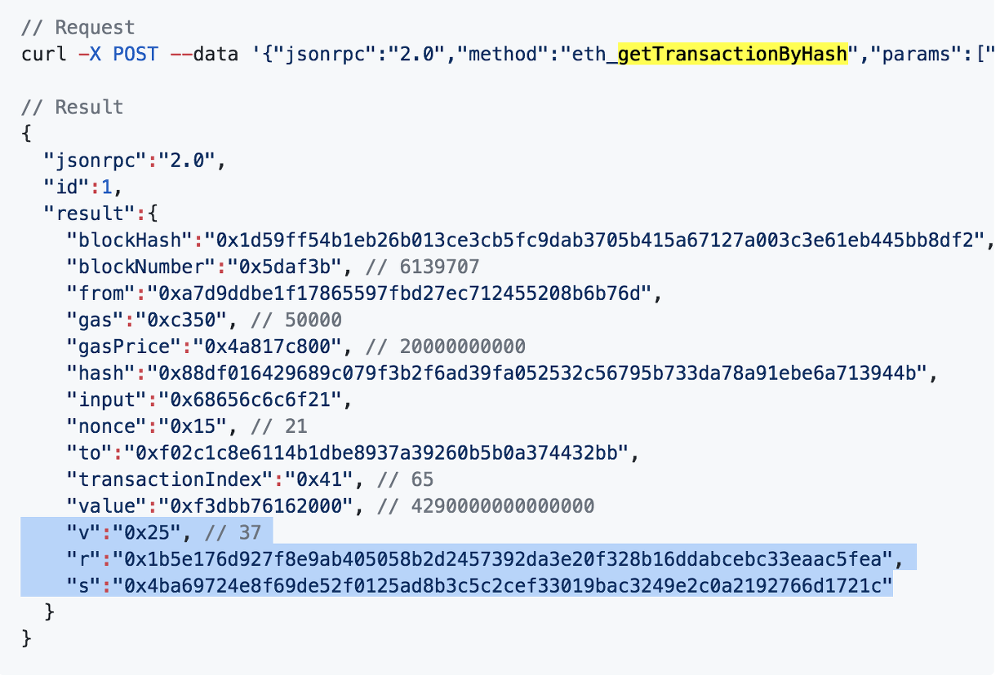 // Request
curl -X POST --data '{"jsonrpc":"2.0","method":"eth_getTransactionByHash","params":["
// Result
{
  "jsonrpc":"2.0",
  "id":1,
  "result":{
    "blockHash":"0x1d59ff54b1eb26b013ce3cb5fc9dab3705b415a67127a003c3e61eb445bb8df2",
    "blockNumber":"0x5daf3b", // 6139707
    "from":"0xa7d9ddbe1f17865597fbd27ec712455208b6b76d",
    "gas":"0xc350", // 50000
    "gasPrice":"0x4a817c800", // 20000000000
    "hash":"0x88df016429689c079f3b2f6ad39fa052532c56795b733da78a91ebe6a713944b",
    "input":"0x68656c6c6f21",
    "nonce":"0x15", // 21
    "to":"0xf02c1c8e6114b1dbe8937a39260b5b0a374432bb",
    "transactionIndex":"0x41", // 65
    "value":"0xf3dbb76162000", // 4290000000000000
    "v":"0x25", // 37
    "r":"0x1b5e176d927f8e9ab405058b2d2457392da3e20f328b16ddabcebc33eaac5fea",
    "s":"0x4ba69724e8f69de52f0125ad8b3c5c2cef33019bac3249e2c0a2192766d1721c"
  }
}